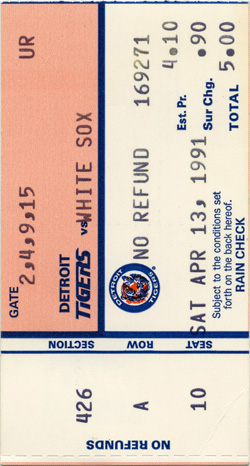 UR
GATE 2,4,9,15
DETROIT
TIGERS vs WHITE SOX
NO REFUND 169271
DETROIT TIGERS
Est. Pr. 4.10
Sur Chg. .90
TOTAL 5.00
SAT APR 13, 1991
Subject to the conditions set
forth on the back hereof.
RAIN CHECK
SECTION ROW SEAT
426 A 10
NO REFUNDS